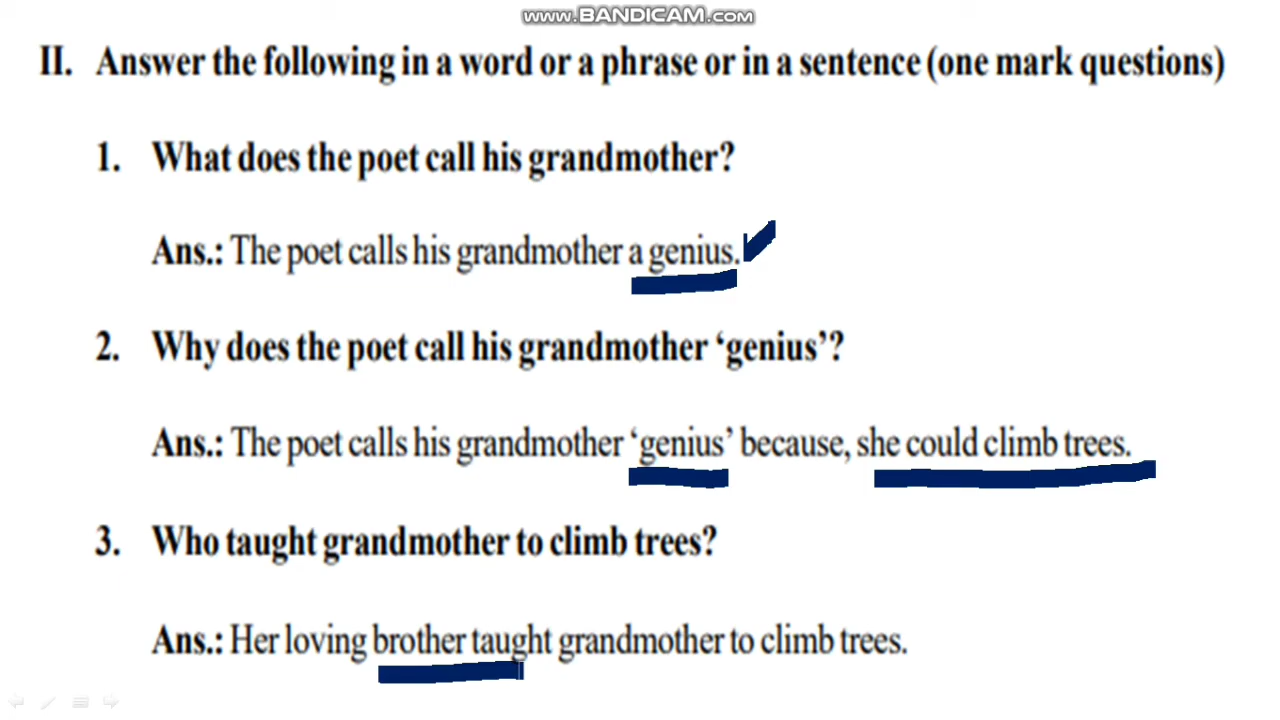 www.BANDICAM.com
II. Answer the following in a word or a phrase or in a sentence (one mark questions)
1. What does the poet call his grandmother?
Ans.: The poet calls his grandmother a genius.
2. Why does the poet call his grandmother ‘genius’?
Ans.: The poet calls his grandmother ‘genius’ because, she could climb trees.
3. Who taught grandmother to climb trees?
Ans.: Her loving brother taught grandmother to climb trees.